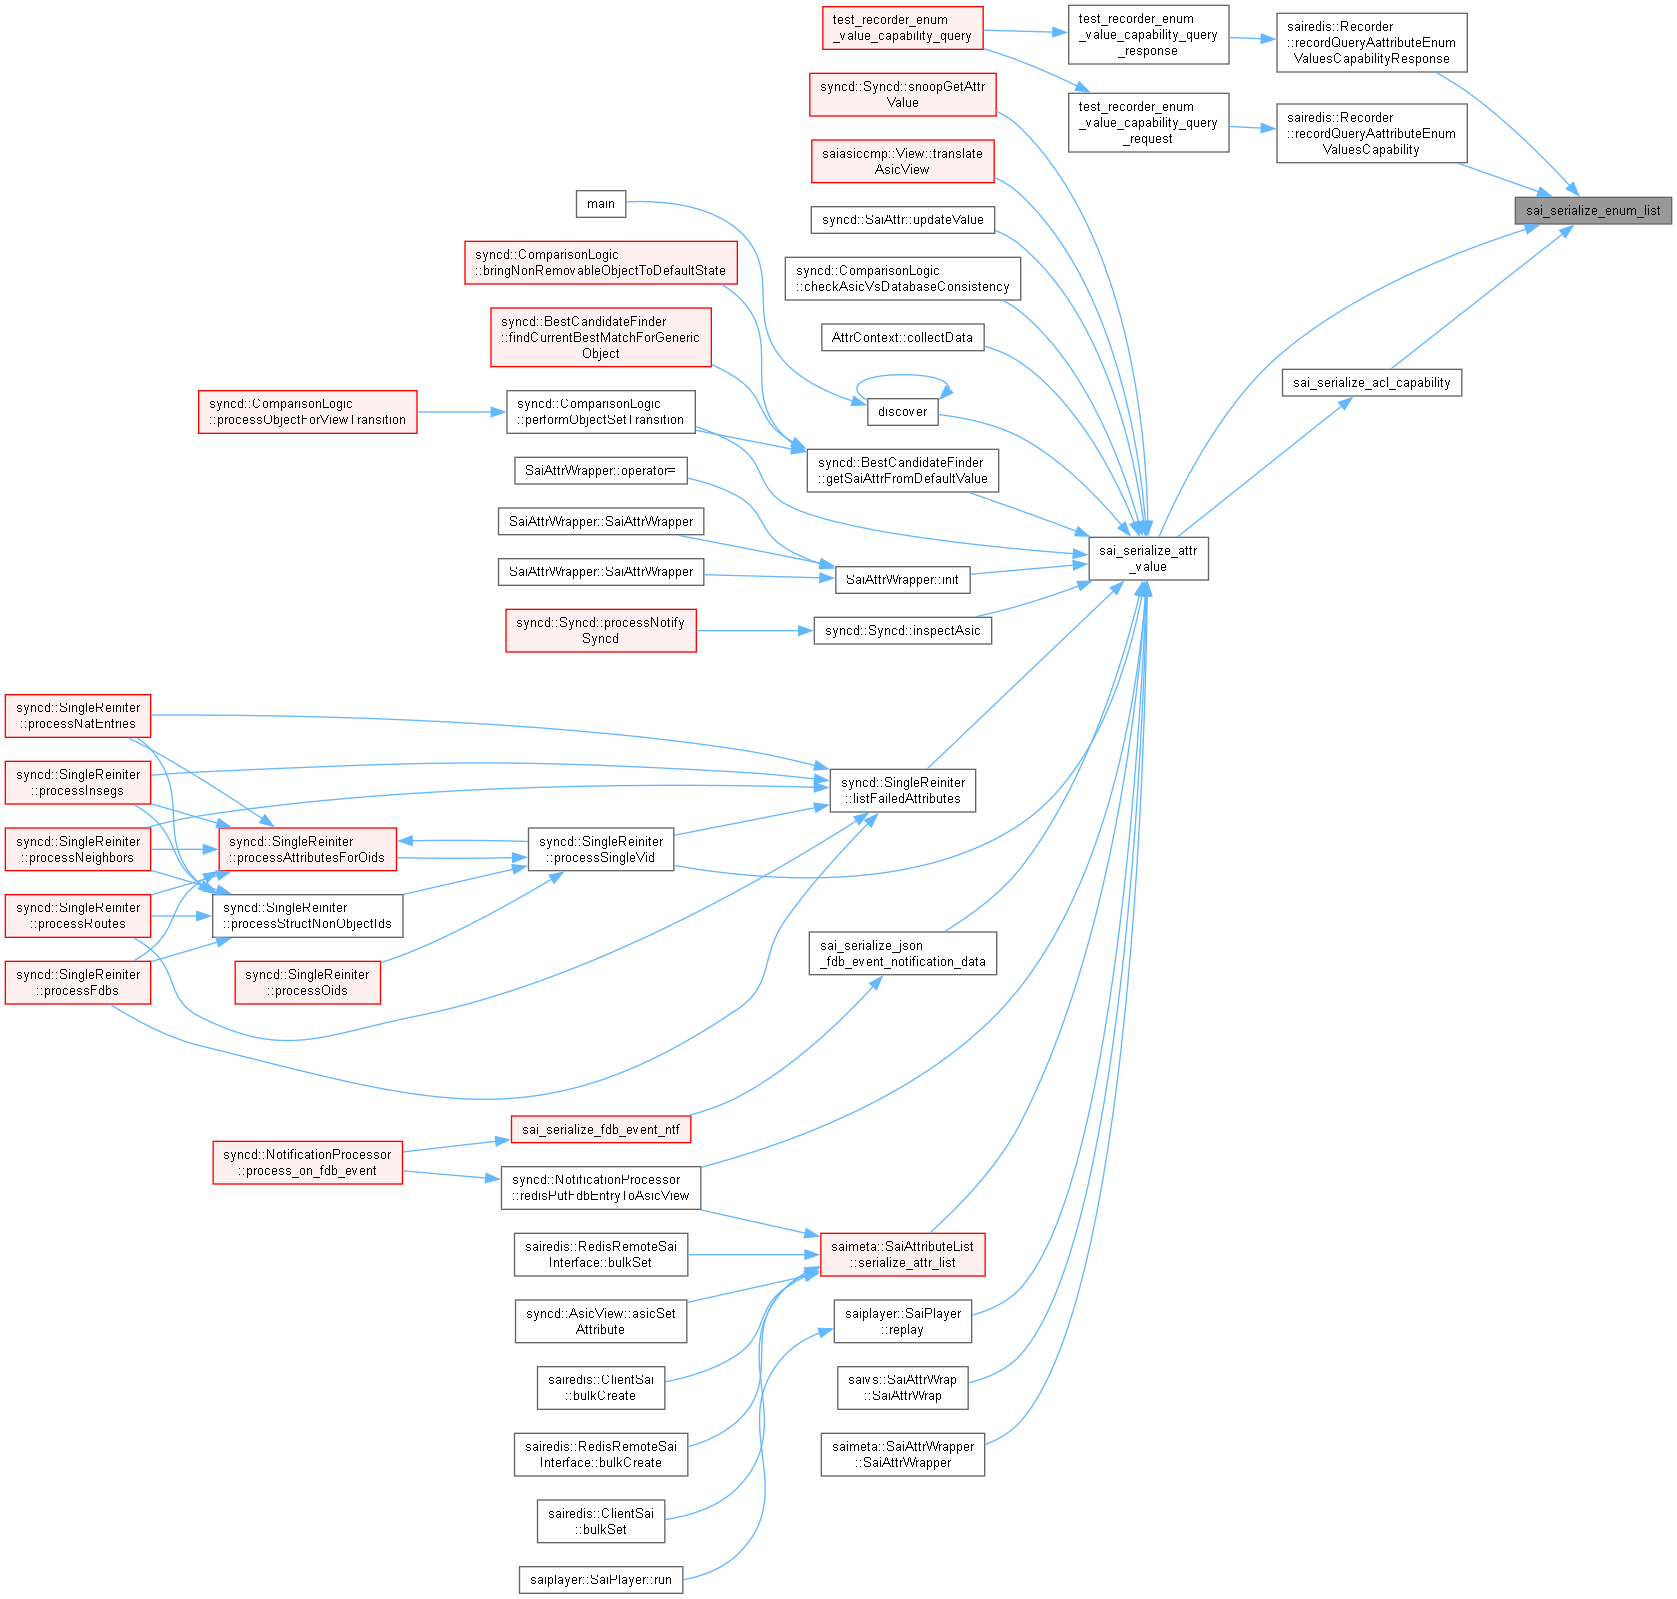 test_recorder_enum
_value_capability_query
test_recorder_enum
_value_capability_query
_response
sairedis::Recorder
::recordQueryAattributeEnum
ValuesCapabilityResponse
syncd::Syncd::snoopGetAttr
Value
test_recorder_enum
_value_capability_query
_request
sairedis::Recorder
::recordQueryAattributeEnum
ValuesCapability
saiasiccmp::View::translate
AsicView
main
syncd::SaiAttr::updateValue
sai_serialize_enum_list
syncd::ComparisonLogic
::bringNonRemovableObjectToDefaultState
syncd::ComparisonLogic
::checkAsicVsDatabaseConsistency
syncd::BestCandidateFinder
::findCurrentBestMatchForGeneric
Object
AttrContext::collectData
sai_serialize_acl_capability
syncd::ComparisonLogic
::processObjectForViewTransition
syncd::ComparisonLogic
::performObjectSetTransition
discover
SaiAttrWrapper::operator=
syncd::BestCandidateFinder
::getSaiAttrFromDefaultValue
SaiAttrWrapper::SaiAttrWrapper
sai_serialize_attr
_value
SaiAttrWrapper::SaiAttrWrapper
SaiAttrWrapper::init
syncd::Syncd::processNotify
Syncd
syncd::Syncd::inspectAsic
syncd::SingleReiniter
::processNatEntries
syncd::SingleReiniter
::processInsegs
syncd::SingleReiniter
::listFailedAttributes
syncd::SingleReiniter
::processNeighbors
syncd::SingleReiniter
::processAttributesForOids
syncd::SingleReiniter
::processSingleVid
syncd::SingleReiniter
::processRoutes
syncd::SingleReiniter
::processStructNonObjectIds
sai_serialize_json
_fdb_event_notification_data
syncd::SingleReiniter
::processFdbs
syncd::SingleReiniter
::processOids
sai_serialize_fdb_event_ntf
syncd::NotificationProcessor
::process_on_fdb_event
syncd::NotificationProcessor
::redisPutFdbEntryToAsicView
sairedis::RedisRemoteSai
Interface::bulkSet
saimeta::SaiAttributeList
::serialize_attr_list
syncd::AsicView::asicSet
Attribute
saiplayer::SaiPlayer
::replay
sairedis::ClientSai
::bulkCreate
saivs::SaiAttrWrap
::SaiAttrWrap
sairedis::RedisRemoteSai
Interface::bulkCreate
saimeta::SaiAttrWrapper
::SaiAttrWrapper
sairedis::ClientSai
::bulkSet
saiplayer::SaiPlayer::run